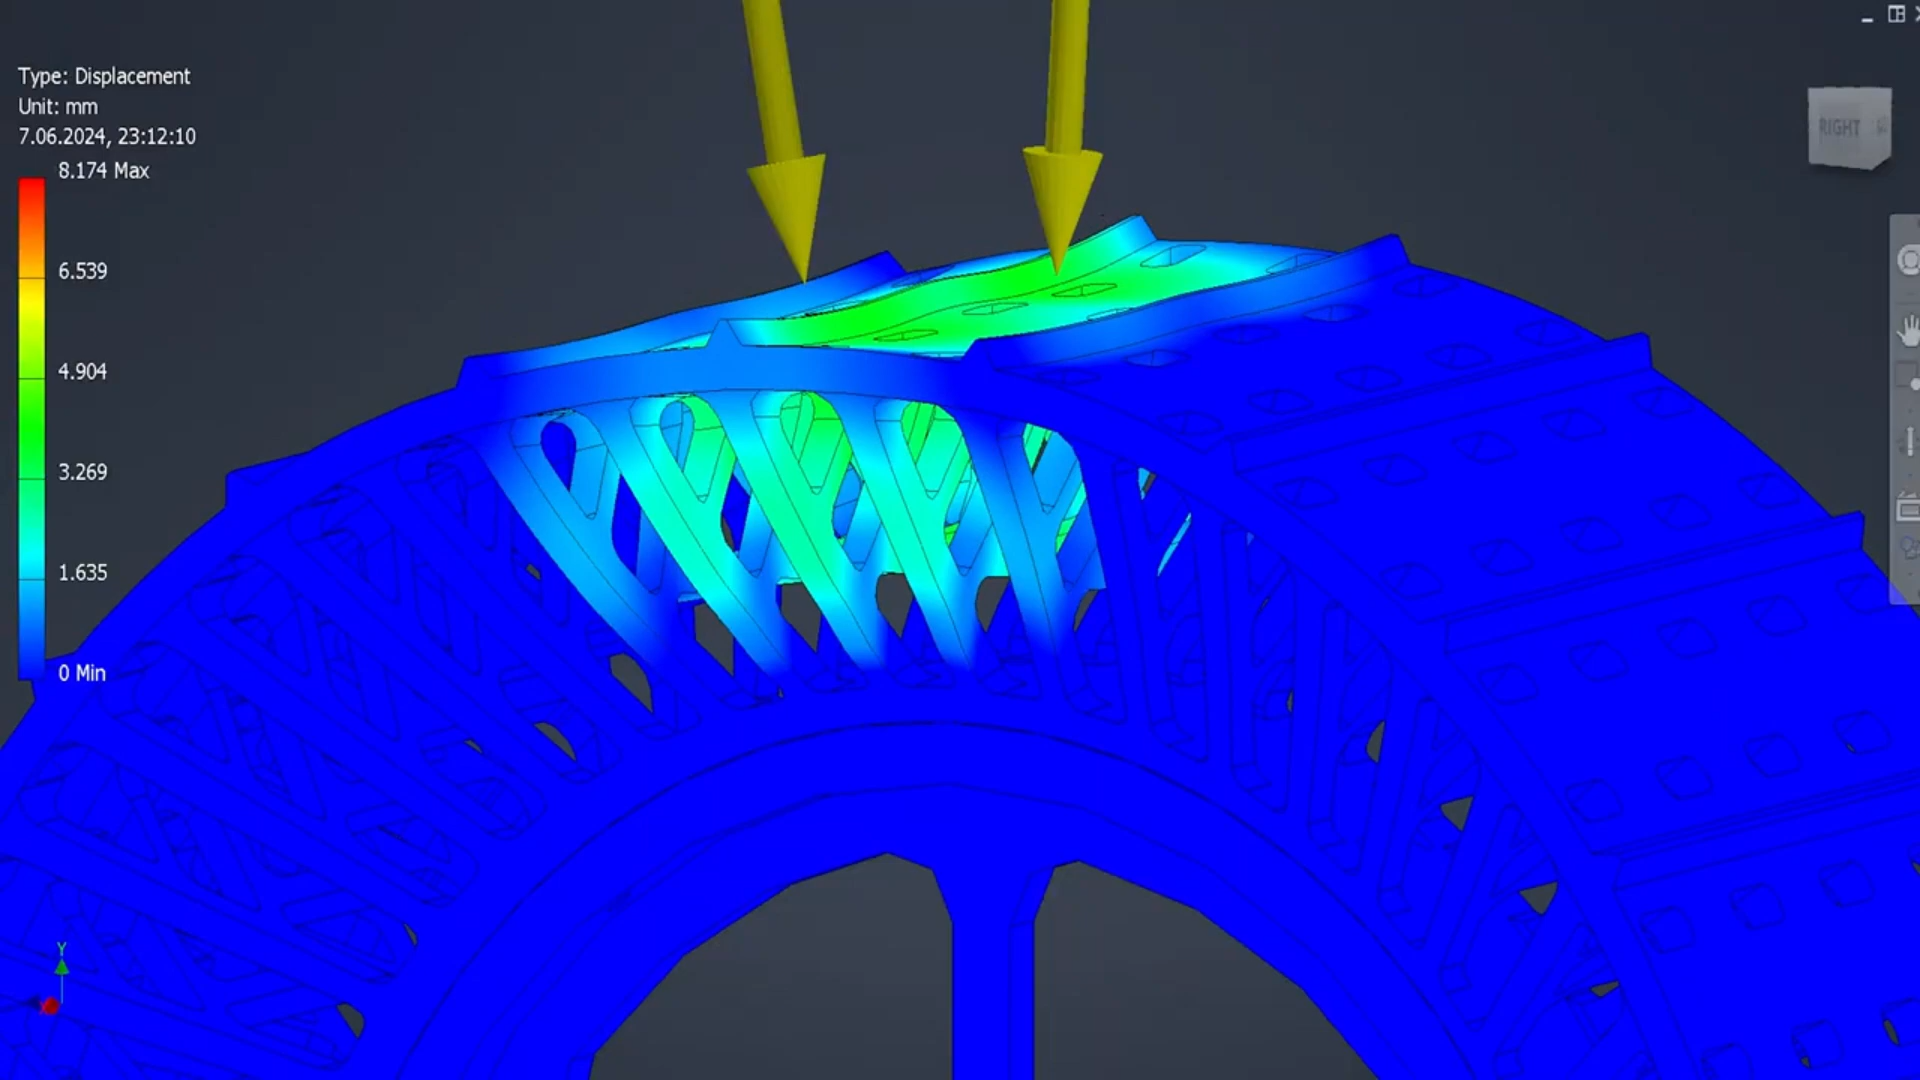 Type: Displacement
Unit: mm
7.06.2024, 23:12:10
8.174 Max
6.539
4.904
3.269
1.635
0 Min
RIGHT
Y